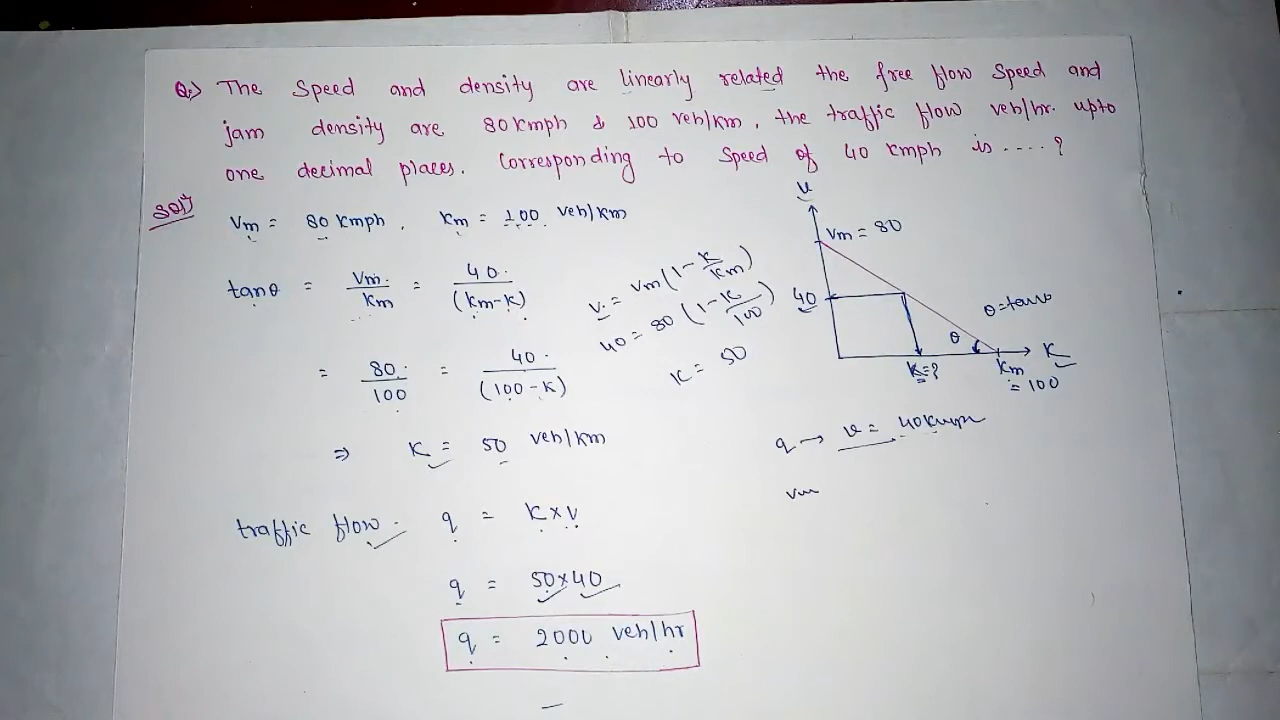 Q.) The Speed and density are linearly related the free flow Speed and
jam density are 80 Kmph & 100 veh/km, the traffic flow veh/hr. upto
one decimal places. Corresponding to Speed of 40 kmph is ....?
Sol)
Vm = 80 Kmph, Km = 100 veh/km
tanθ = Vm/Km = 40/(Km-K)
= 80/100 = 40/(100-K)
⇒ K = 50 veh/km
traffic flow. q = K×V
q = 50×40
q = 2000 veh/hr
V = Vm(1-K/Km)
40 = 80(1-K/100)
K = 50
v
Vm = 80
40
θ
θ=tan
K
K=?
Km
= 100
q → v = 40Kmph
Vm